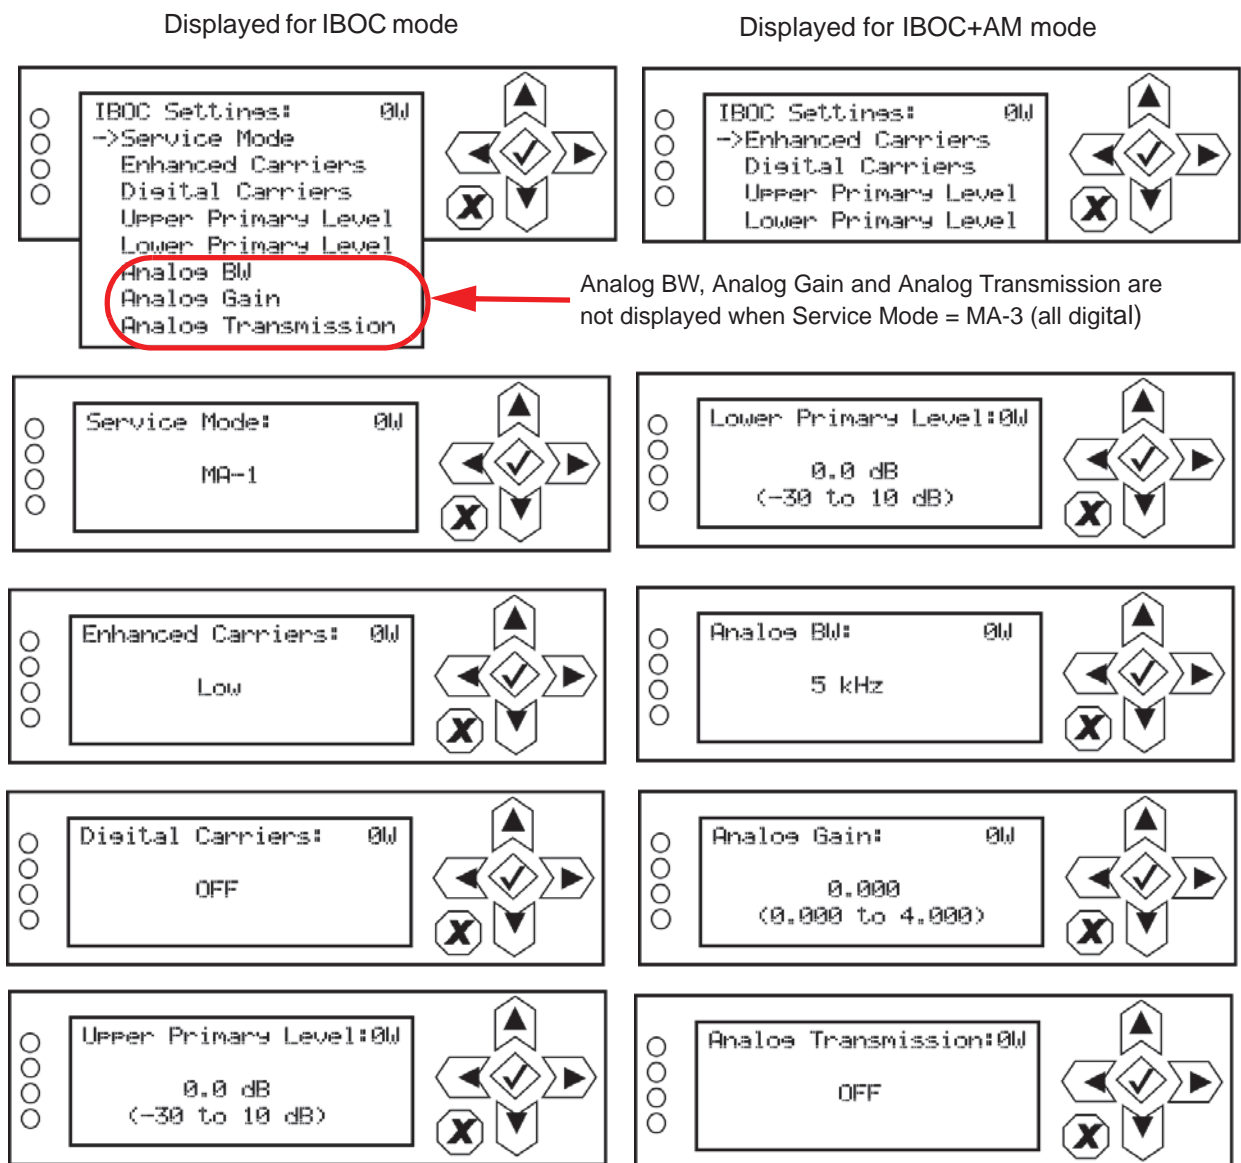 Displayed for IBOC mode
Displayed for IBOC+AM mode
IBOC Settings: 0W
->Service Mode
Enhanced Carriers
Digital Carriers
Upper Primary Level
Lower Primary Level
Analog BW
Analog Gain
Analog Transmission
IBOC Settings: 0W
->Enhanced Carriers
Digital Carriers
Upper Primary Level
Lower Primary Level
Analog BW, Analog Gain and Analog Transmission are
not displayed when Service Mode = MA-3 (all digital)
Service Mode: 0W
MA-1
Lower Primary Level:0W
0.0 dB
(-30 to 10 dB)
Enhanced Carriers: 0W
Low
Analog BW: 0W
5 kHz
Digital Carriers: 0W
OFF
Analog Gain: 0W
0.000
(0.000 to 4.000)
Upper Primary Level:0W
0.0 dB
(-30 to 10 dB)
Analog Transmission:0W
OFF